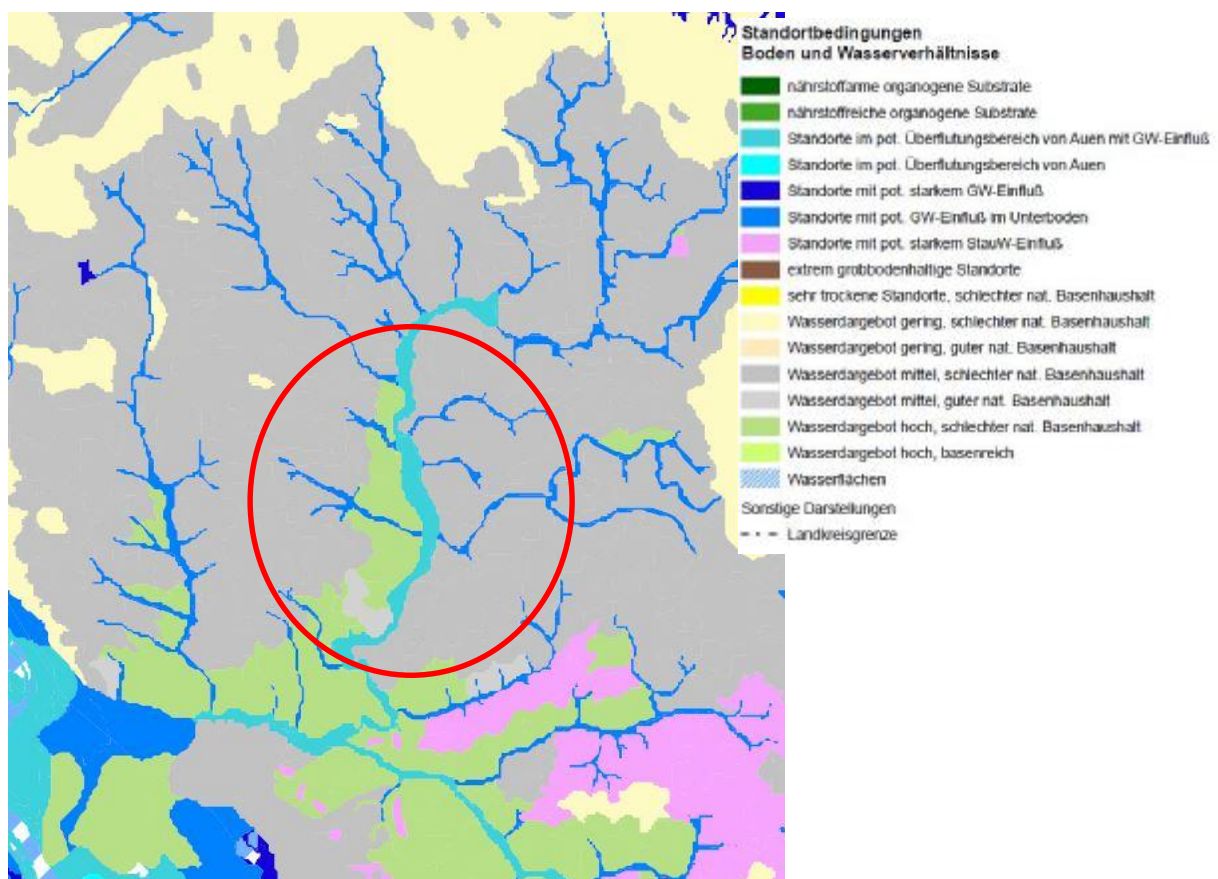 Standortbedingungen
Boden und Wasserverhältnisse
nährstoffarme organogene Substrate
nährstoffreiche organogene Substrate
Standorte im pot. Überflutungsbereich von Auen mit GW-Einfluß
Standorte im pot. Überflutungsbereich von Auen
Standorte mit pot. starkem GW-Einfluß
Standorte mit pot. GW-Einfluß im Unterboden
Standorte mit pot. starkem StauW-Einfluß
extrem grobbodenhaltige Standorte
sehr trockene Standorte, schlechter nat. Basenhaushalt
Wasserdargebot gering, schlechter nat. Basenhaushalt
Wasserdargebot gering, guter nat. Basenhaushalt
Wasserdargebot mittel, schlechter nat. Basenhaushalt
Wasserdargebot mittel, guter nat. Basenhaushalt
Wasserdargebot hoch, schlechter nat. Basenhaushalt
Wasserdargebot hoch, basenreich
Wasserflächen
Sonstige Darstellungen
Landkreisgrenze